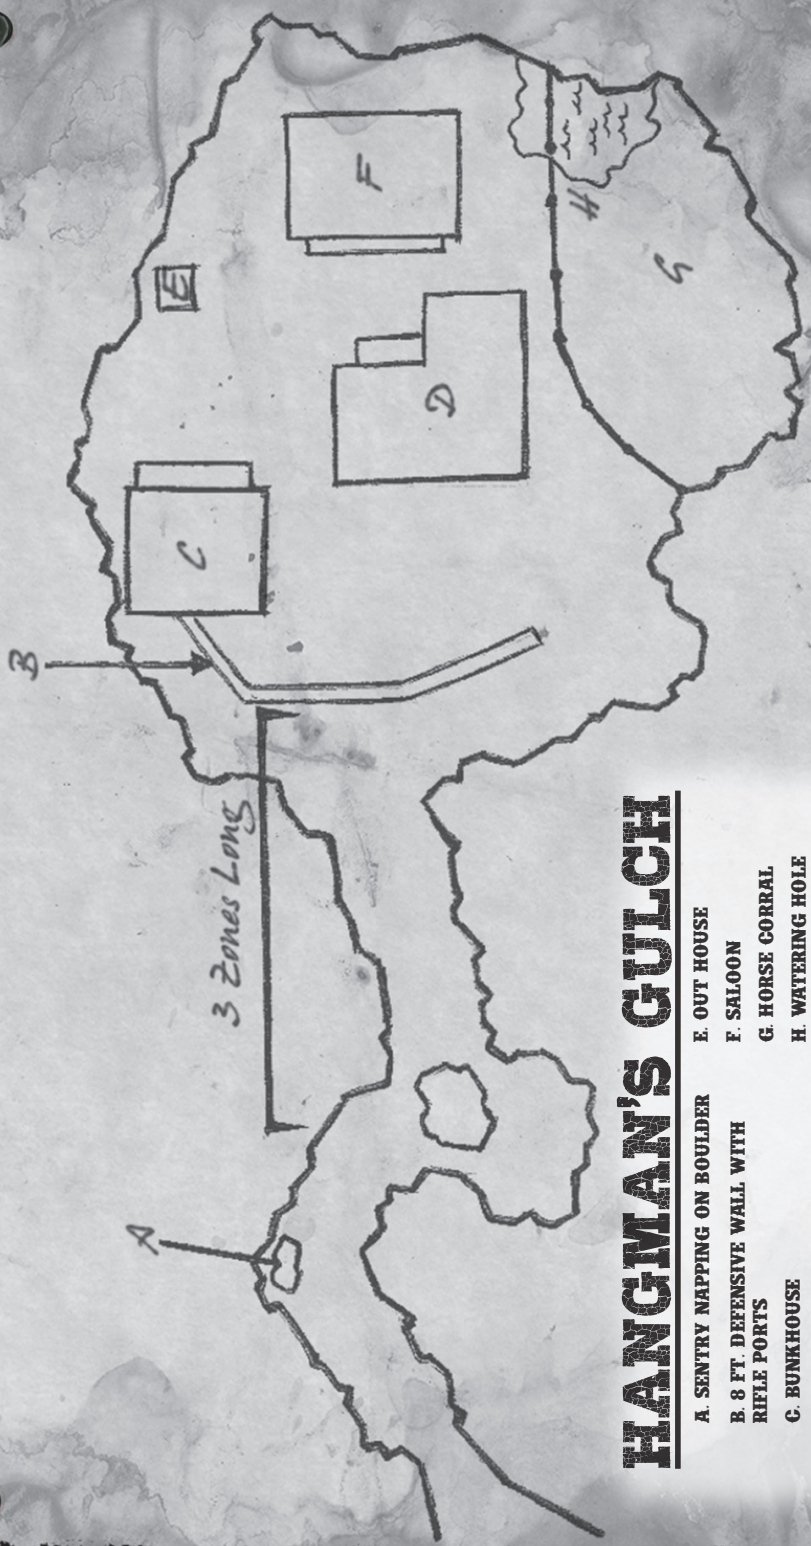 A
B
C
D
E
F
G
H
3 Zones Long
HANGMAN'S GULCH
A. SENTRY NAPPING ON BOULDER
B. 8 FT. DEFENSIVE WALL WITH
RIFLE PORTS
C. BUNKHOUSE
E. OUT HOUSE
F. SALOON
G. HORSE CORRAL
H. WATERING HOLE